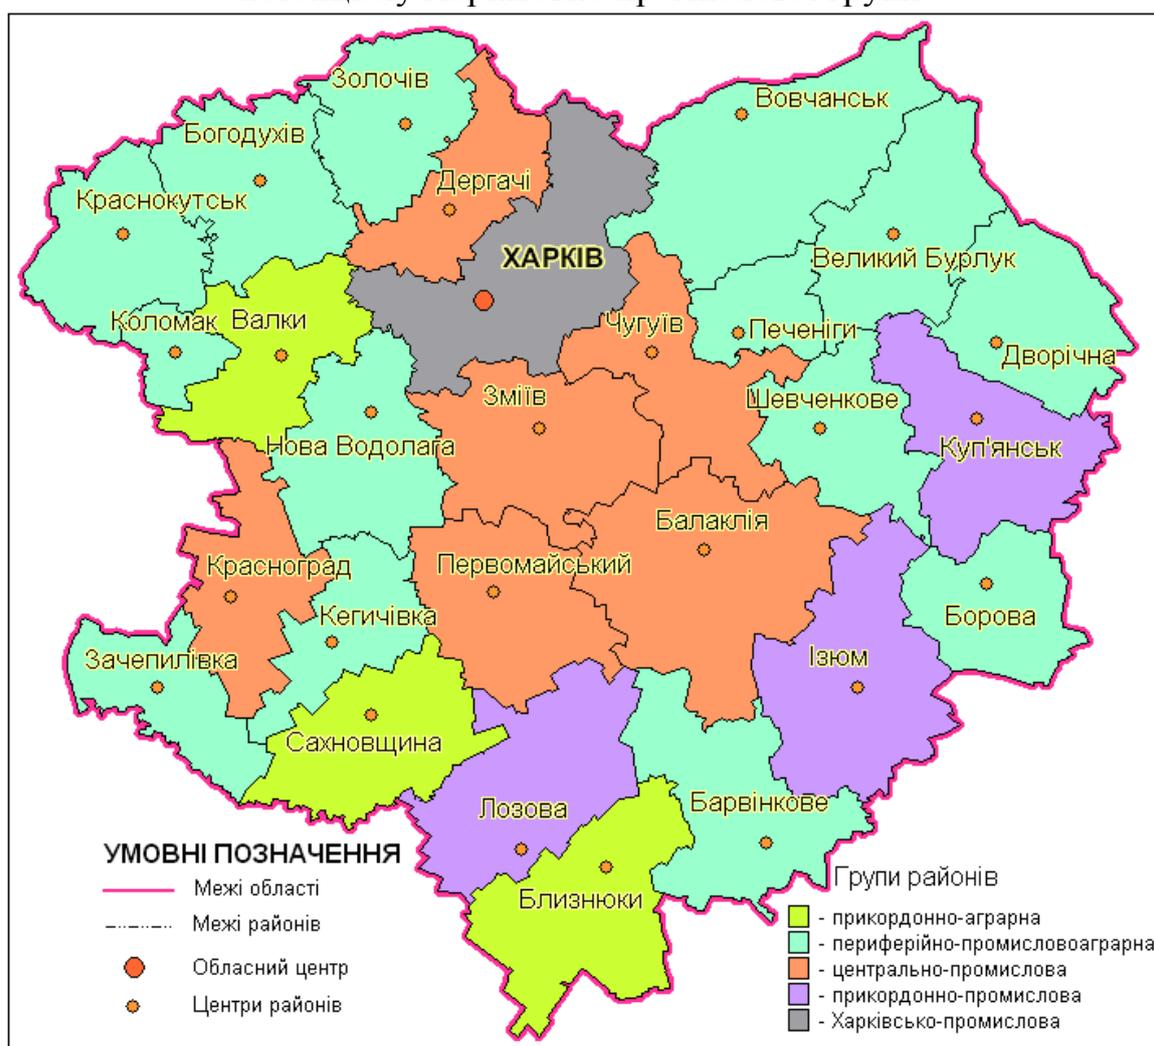 Золочів
Вовчанськ
Богодухів
Дергачі
Краснокутськ
ХАРКІВ
Великий Бурлук
Коломак
Валки
Чугуїв
Печеніги
Дворічна
Зміїв
Шевченкове
Нова Водолага
Куп'янськ
Балаклія
Красноград
Первомайський
Кегичівка
Борова
Зачепилівка
Ізюм
Сахновщина
Лозова
Барвінкове
Близнюки
УМОВНІ ПОЗНАЧЕННЯ
Межі області
Межі районів
Обласний центр
Центри районів
Групи районів
- прикордонно-аграрна
- периферійно-промисловоаграрна
- центрально-промислова
- прикордонно-промислова
- Харківсько-промислова